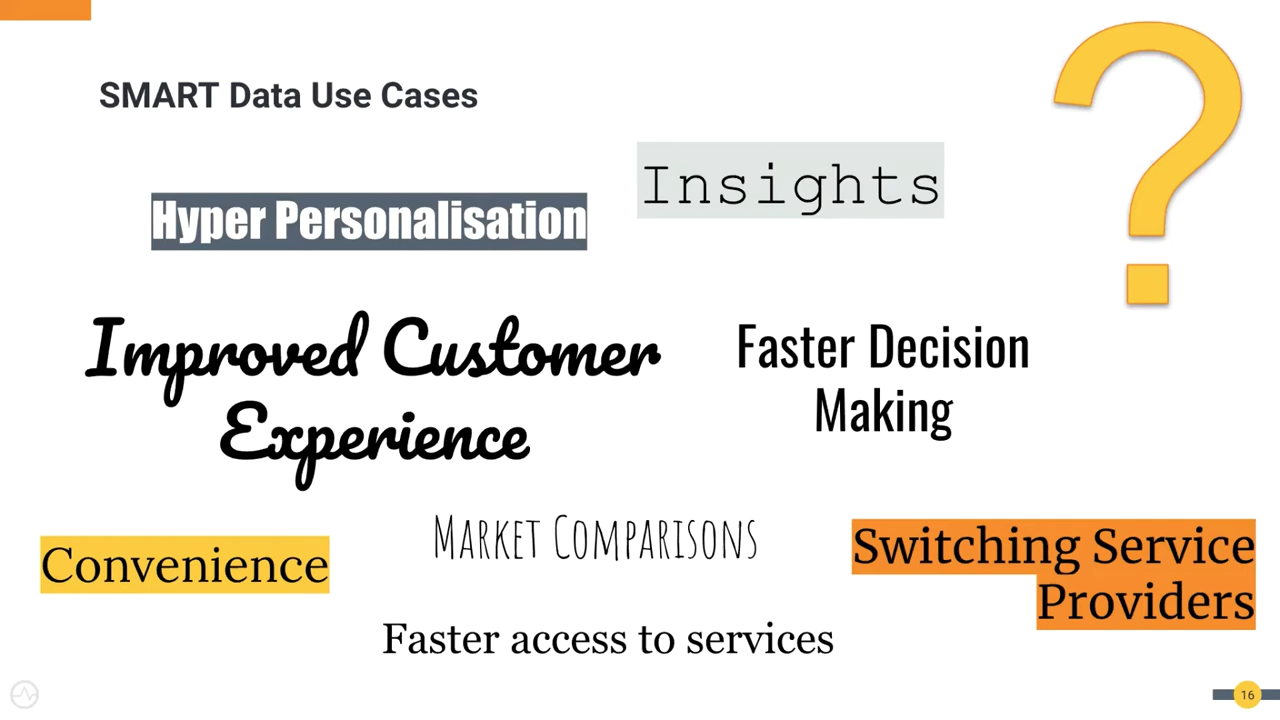 SMART Data Use Cases
?
Insights
Hyper Personalisation
Improved Customer
Experience
Faster Decision
Making
Market Comparisons
Switching Service
Providers
Convenience
Faster access to services
16